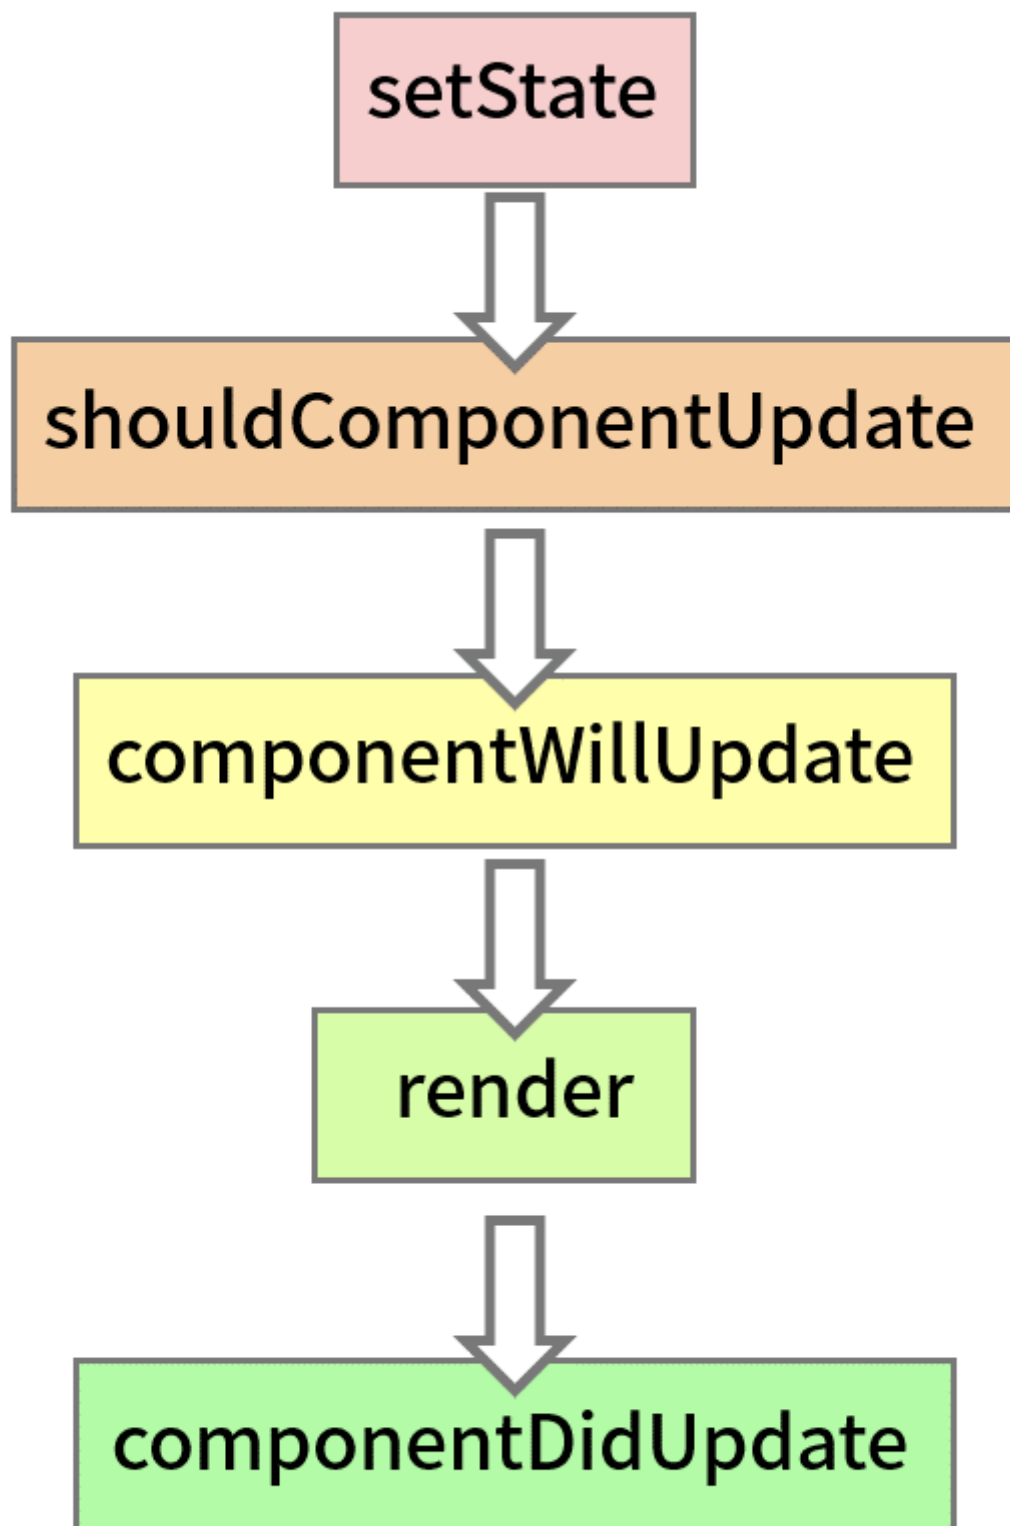 setState
shouldComponentUpdate
componentWillUpdate
render
componentDidUpdate